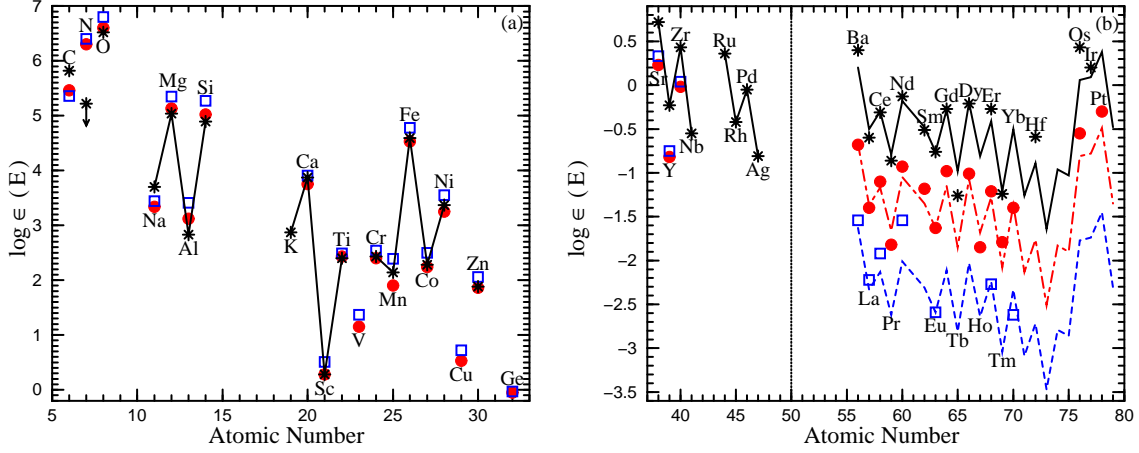 (a)
log ϵ (E)
7
6
5
4
3
2
1
0
C
N
O
Na
Mg
Al
Si
K
Ca
Sc
Ti
V
Cr
Mn
Fe
Co
Ni
Cu
Zn
Ge
5 10 15 20 25 30
Atomic Number
(b)
log ϵ (E)
0.5
0
−0.5
−1
−1.5
−2
−2.5
−3
−3.5
Sr
Y
Zr
Nb
Ru
Rh
Pd
Ag
Ba
La
Ce
Pr
Nd
Sm
Eu
Gd
Tb
Dy
Ho
Er
Tm
Yb
Hf
Os
Ir
Pt
40 45 50 55 60 65 70 75 80
Atomic Number